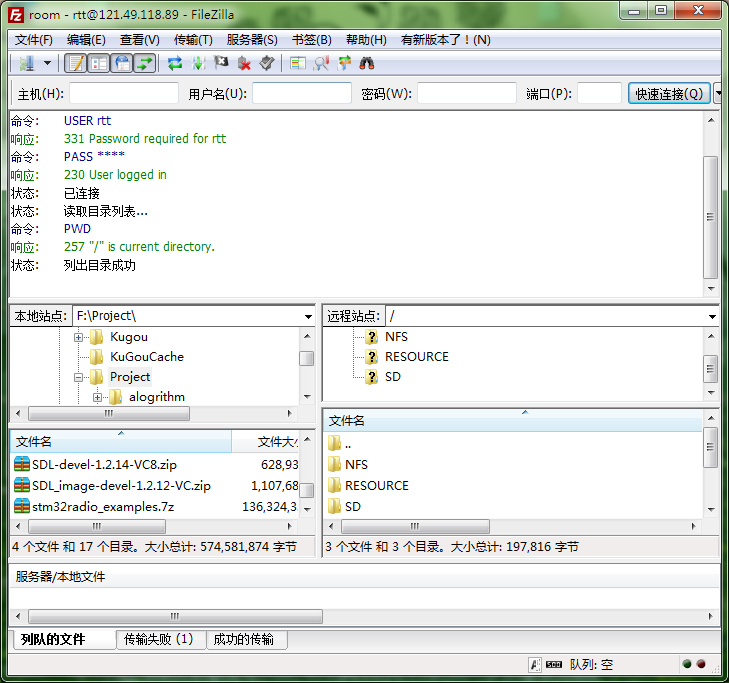 room - rtt@121.49.118.89 - FileZilla
文件(F) 编辑(E) 查看(V) 传输(T) 服务器(S) 书签(B) 帮助(H) 有新版本了！(N)
主机(H): 用户名(U): 密码(W): 端口(P): 快速连接(Q)
命令: USER rtt
响应: 331 Password required for rtt
命令: PASS ****
响应: 230 User logged in
状态: 已连接
状态: 读取目录列表...
命令: PWD
响应: 257 "/" is current directory.
状态: 列出目录成功
本地站点: F:\Project\
Kugou
KuGouCache
Project
alogrithm
文件名 文件大
SDL-devel-1.2.14-VC8.zip 628,93
SDL_image-devel-1.2.12-VC.zip 1,107,68
stm32radio_examples.7z 136,324,3
4 个文件 和 17 个目录。大小总计: 574,581,874 字节
远程站点: /
NFS
RESOURCE
SD
文件名
..
NFS
RESOURCE
SD
3 个文件 和 3 个目录。大小总计: 197,816 字节
服务器/本地文件
列队的文件 传输失败 (1) 成功的传输
队列: 空